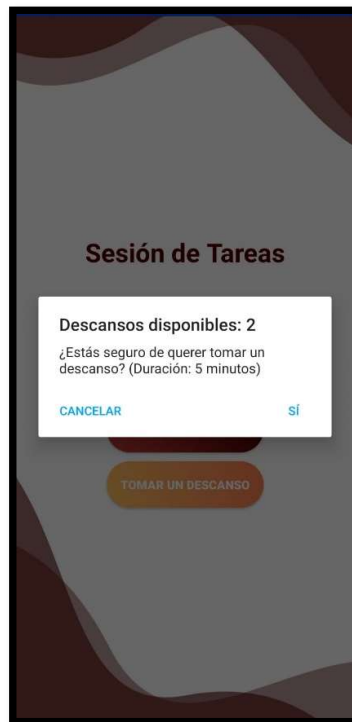 Sesión de Tareas
Descansos disponibles: 2
¿Estás seguro de querer tomar un
descanso? (Duración: 5 minutos)
CANCELAR
SÍ
TOMAR UN DESCANSO